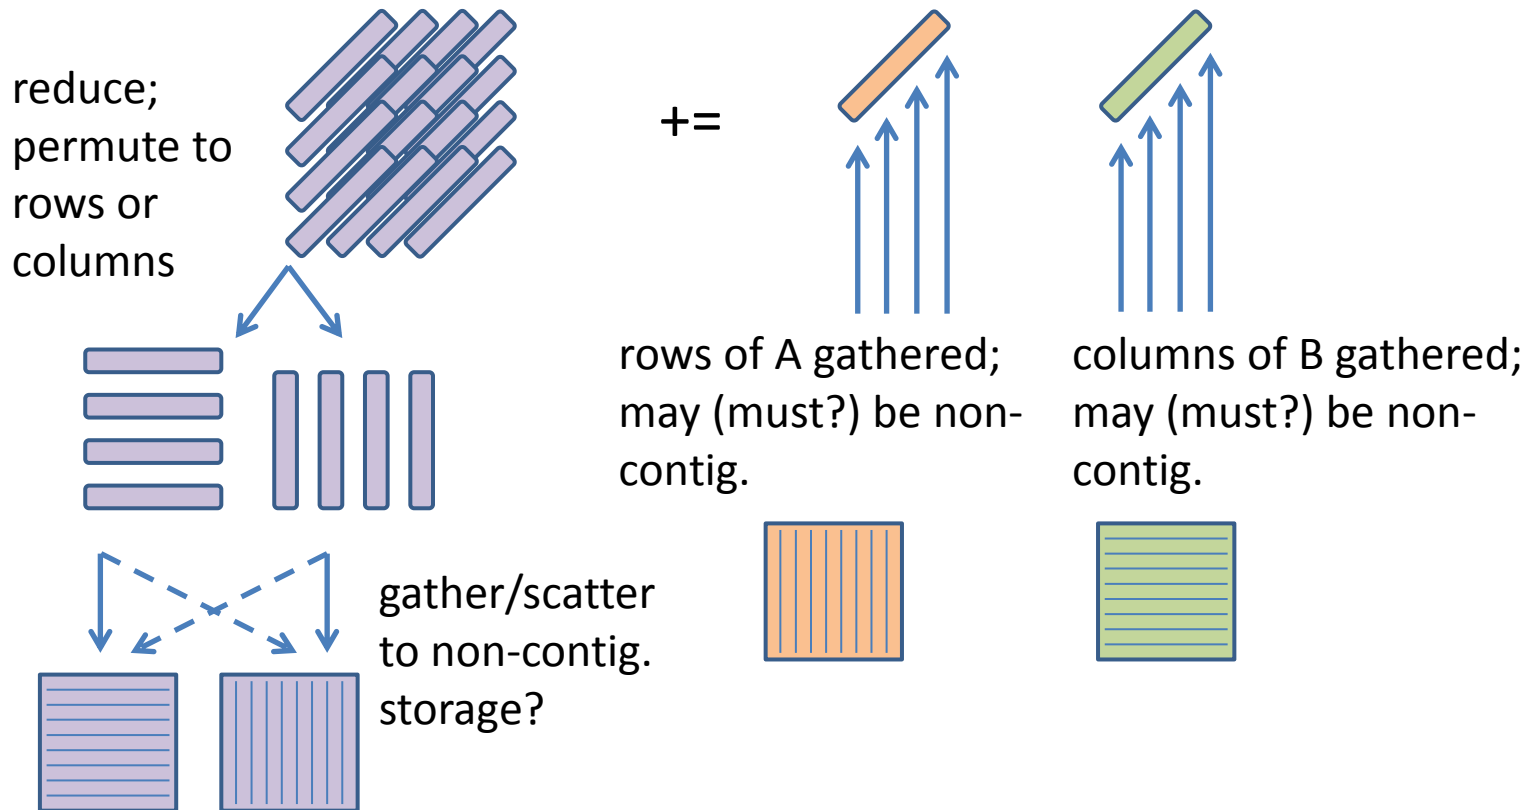 reduce;
permute to
rows or
columns
+=
rows of A gathered;
may (must?) be non-
contig.
columns of B gathered;
may (must?) be non-
contig.
gather/scatter
to non-contig.
storage?